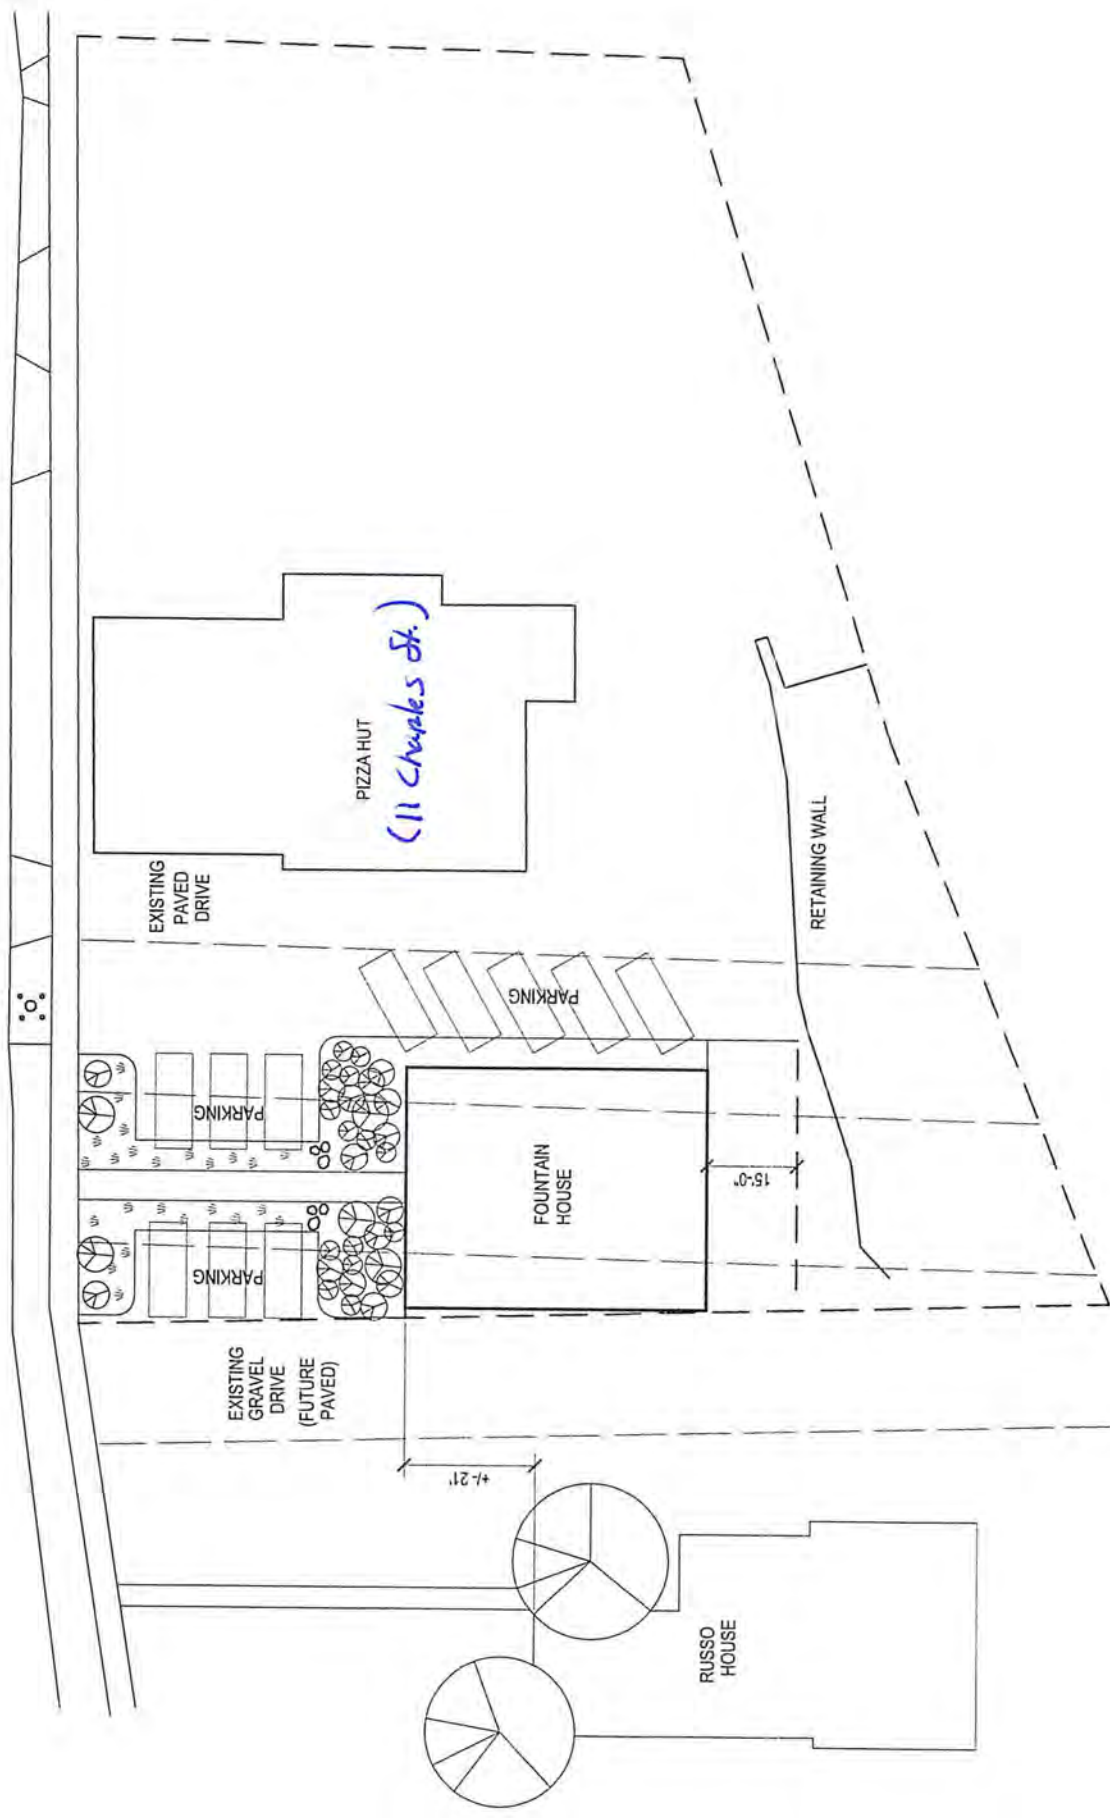 EXISTING
PAVED
DRIVE
PIZZA HUT
(11 Charles St.)
RETAINING WALL
PARKING
PARKING
PARKING
FOUNTAIN
HOUSE
15'-0"
EXISTING
GRAVEL
DRIVE
(FUTURE
PAVED)
+/-21'
RUSSO
HOUSE